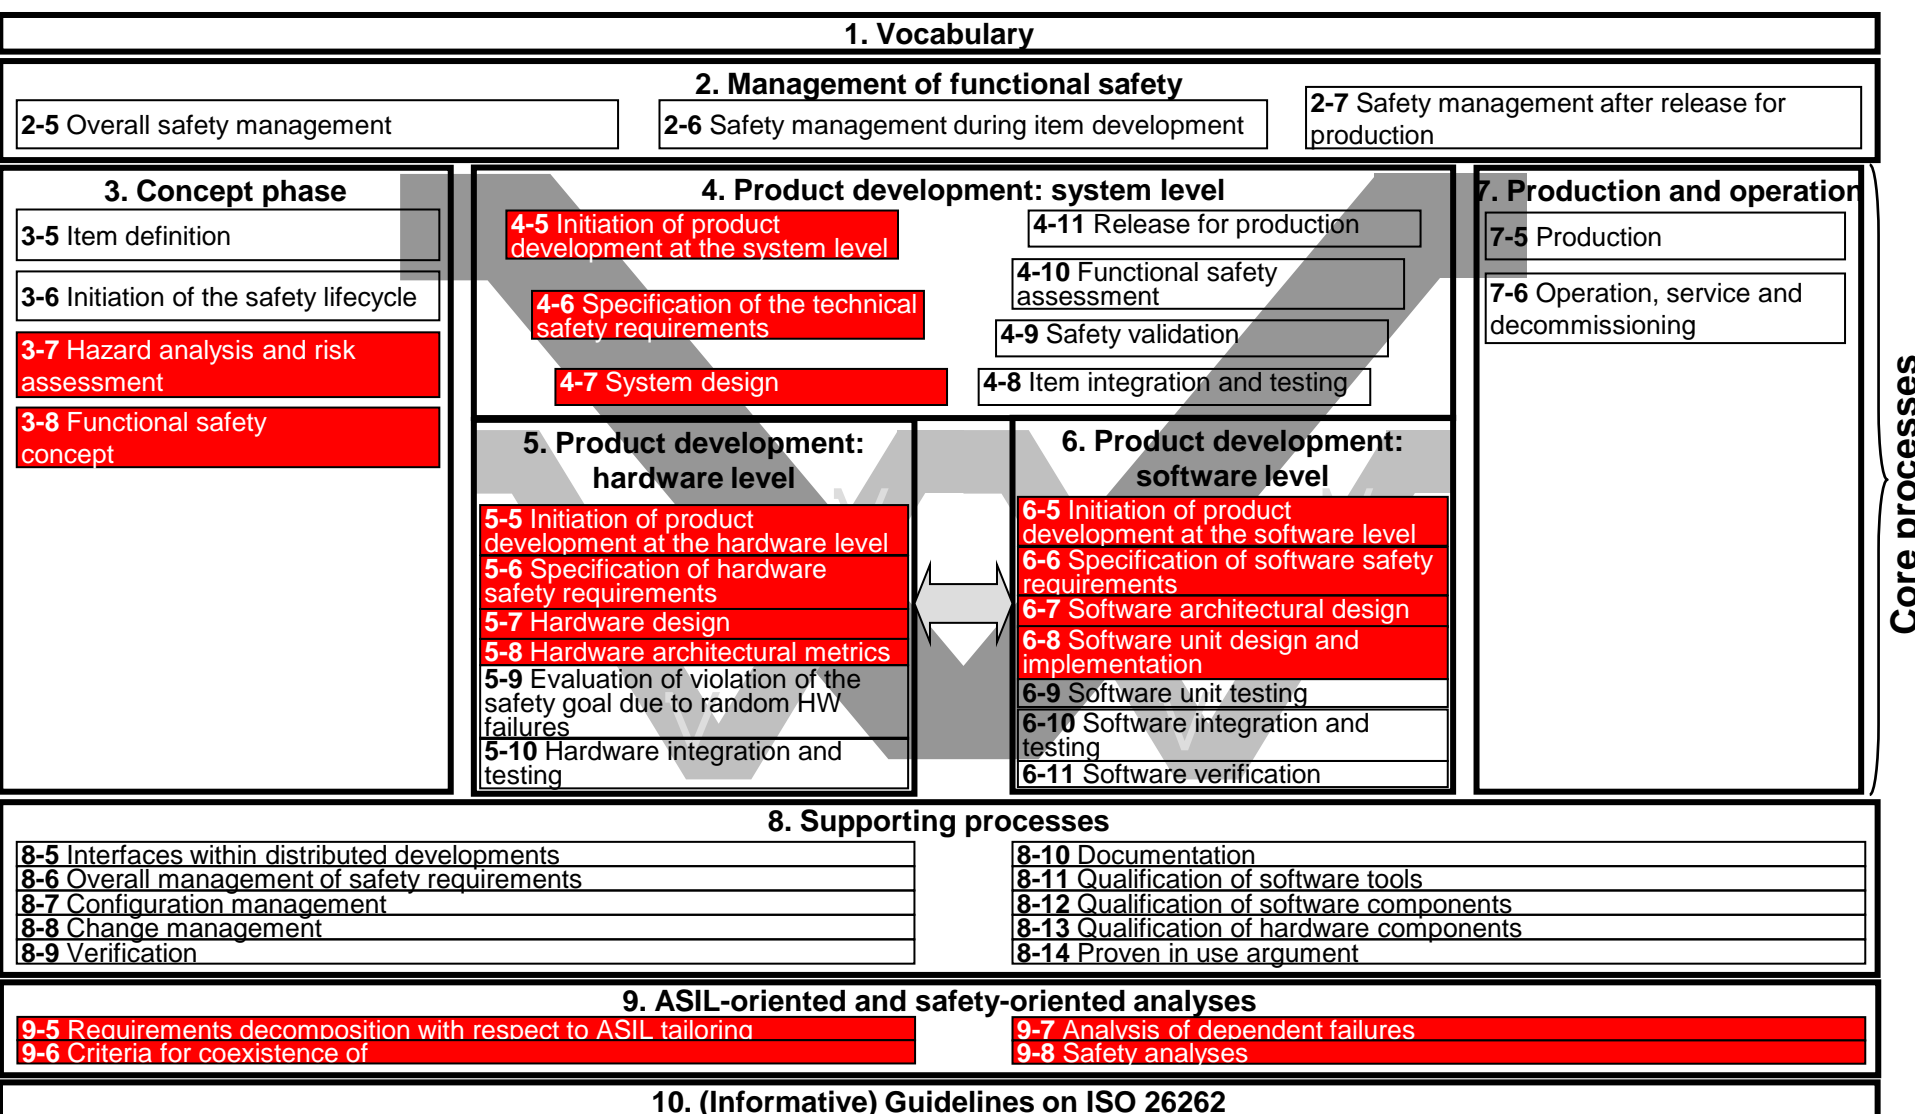 1. Vocabulary
2. Management of functional safety
2-5 Overall safety management
2-6 Safety management during item development
2-7 Safety management after release for
production
3. Concept phase
3-5 Item definition
3-6 Initiation of the safety lifecycle
3-7 Hazard analysis and risk
assessment
3-8 Functional safety
concept
4. Product development: system level
4-5 Initiation of product
development at the system level
4-6 Specification of the technical
safety requirements
4-7 System design
4-11 Release for production
4-10 Functional safety
assessment
4-9 Safety validation
4-8 Item integration and testing
7. Production and operation
7-5 Production
7-6 Operation, service and
decommissioning
Core processes
5. Product development:
hardware level
5-5 Initiation of product
development at the hardware level
5-6 Specification of hardware
safety requirements
5-7 Hardware design
5-8 Hardware architectural metrics
5-9 Evaluation of violation of the
safety goal due to random HW
failures
5-10 Hardware integration and
testing
6. Product development:
software level
6-5 Initiation of product
development at the software level
6-6 Specification of software safety
requirements
6-7 Software architectural design
6-8 Software unit design and
implementation
6-9 Software unit testing
6-10 Software integration and
testing
6-11 Software verification
8. Supporting processes
8-5 Interfaces within distributed developments
8-6 Overall management of safety requirements
8-7 Configuration management
8-8 Change management
8-9 Verification
8-10 Documentation
8-11 Qualification of software tools
8-12 Qualification of software components
8-13 Qualification of hardware components
8-14 Proven in use argument
9. ASIL-oriented and safety-oriented analyses
9-5 Requirements decomposition with respect to ASIL tailoring
9-6 Criteria for coexistence of
9-7 Analysis of dependent failures
9-8 Safety analyses
10. (Informative) Guidelines on ISO 26262